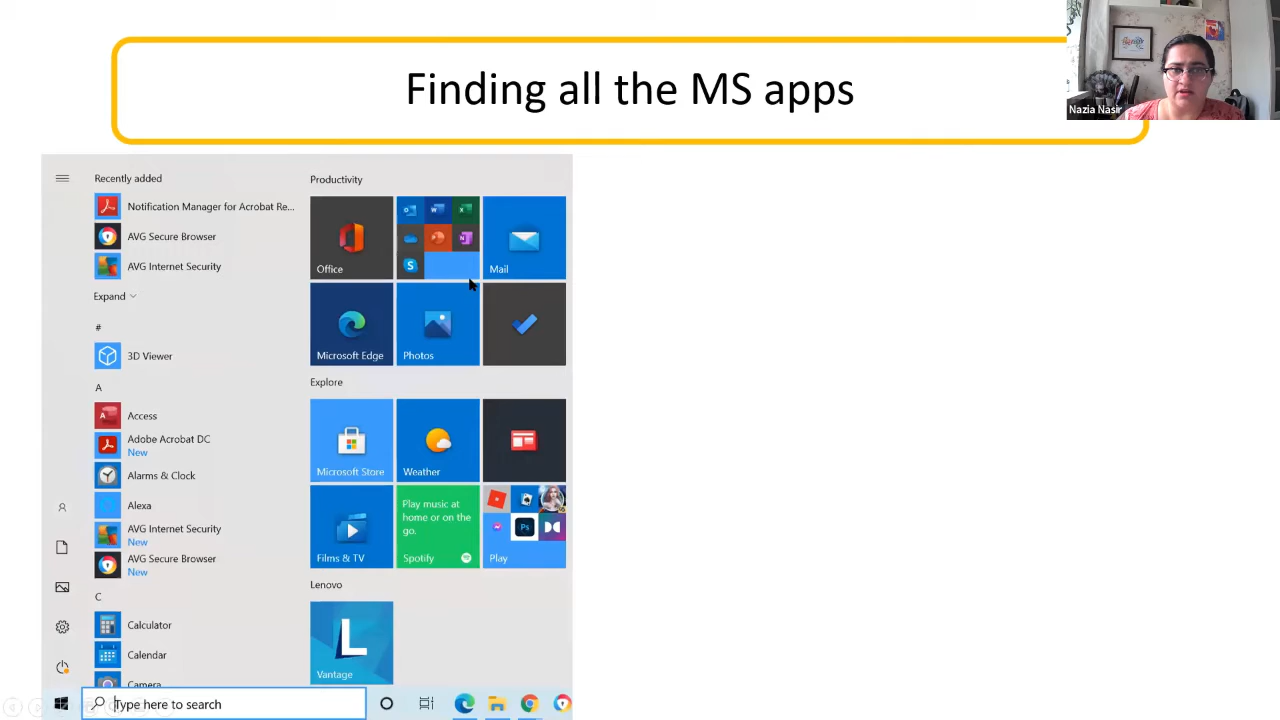 Finding all the MS apps
Nazia Nasir
Recently added
Notification Manager for Acrobat Re...
AVG Secure Browser
AVG Internet Security
Expand
#
3D Viewer
A
Access
Adobe Acrobat DC
New
Alarms & Clock
Alexa
AVG Internet Security
New
AVG Secure Browser
New
C
Calculator
Calendar
Camera
Productivity
Office
Mail
Microsoft Edge
Photos
Explore
Microsoft Store
Weather
Films & TV
Play music at
home or on the
go.
Spotify
Ps
Play
Lenovo
L
Vantage
Type here to search